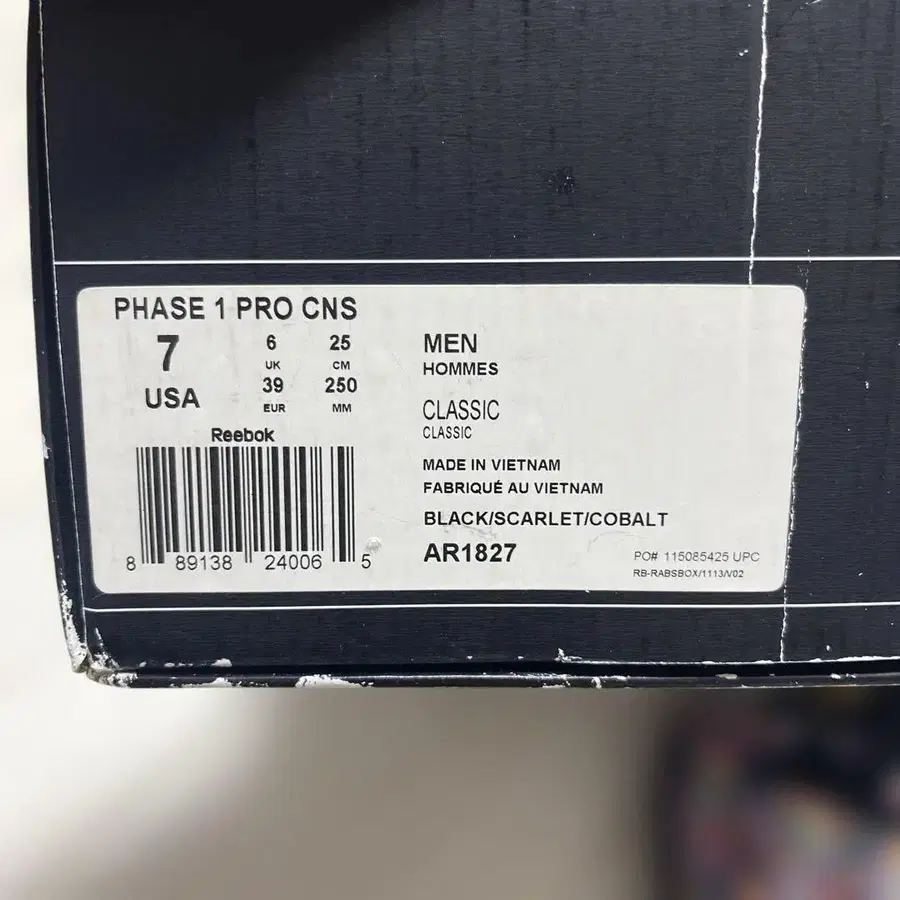 PHASE 1 PRO CNS
7 6 25
UK CM
USA 39 250
EUR MM
Reebok
8 89138 24006 5
MEN
HOMMES
CLASSIC
CLASSIC
MADE IN VIETNAM
FABRIQUÉ AU VIETNAM
BLACK/SCARLET/COBALT
AR1827
PO# 115085425 UPC
RB-RABSBOX/1113/V02